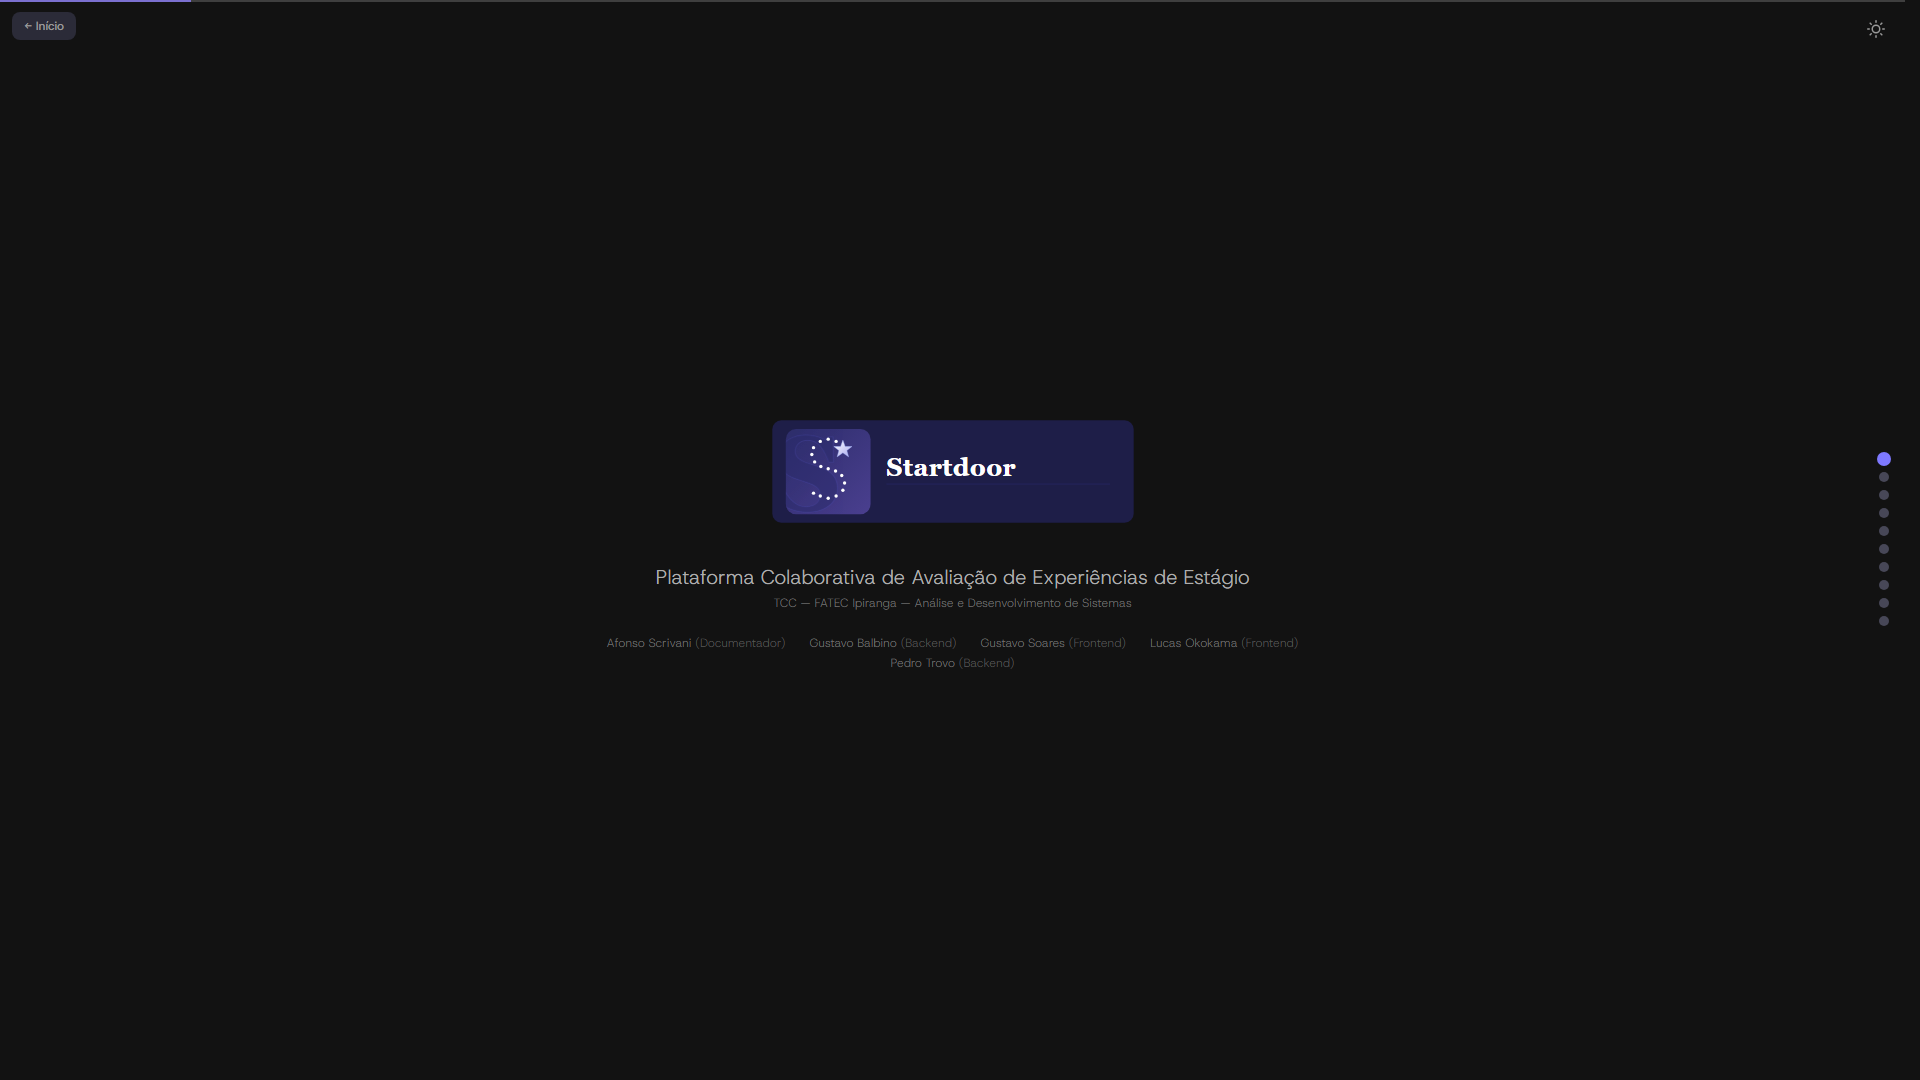 ← Início
Startdoor
Plataforma Colaborativa de Avaliação de Experiências de Estágio
TCC — FATEC Ipiranga — Análise e Desenvolvimento de Sistemas
Afonso Scrivani (Documentador) Gustavo Balbino (Backend) Gustavo Soares (Frontend) Lucas Okokama (Frontend)
Pedro Trovo (Backend)